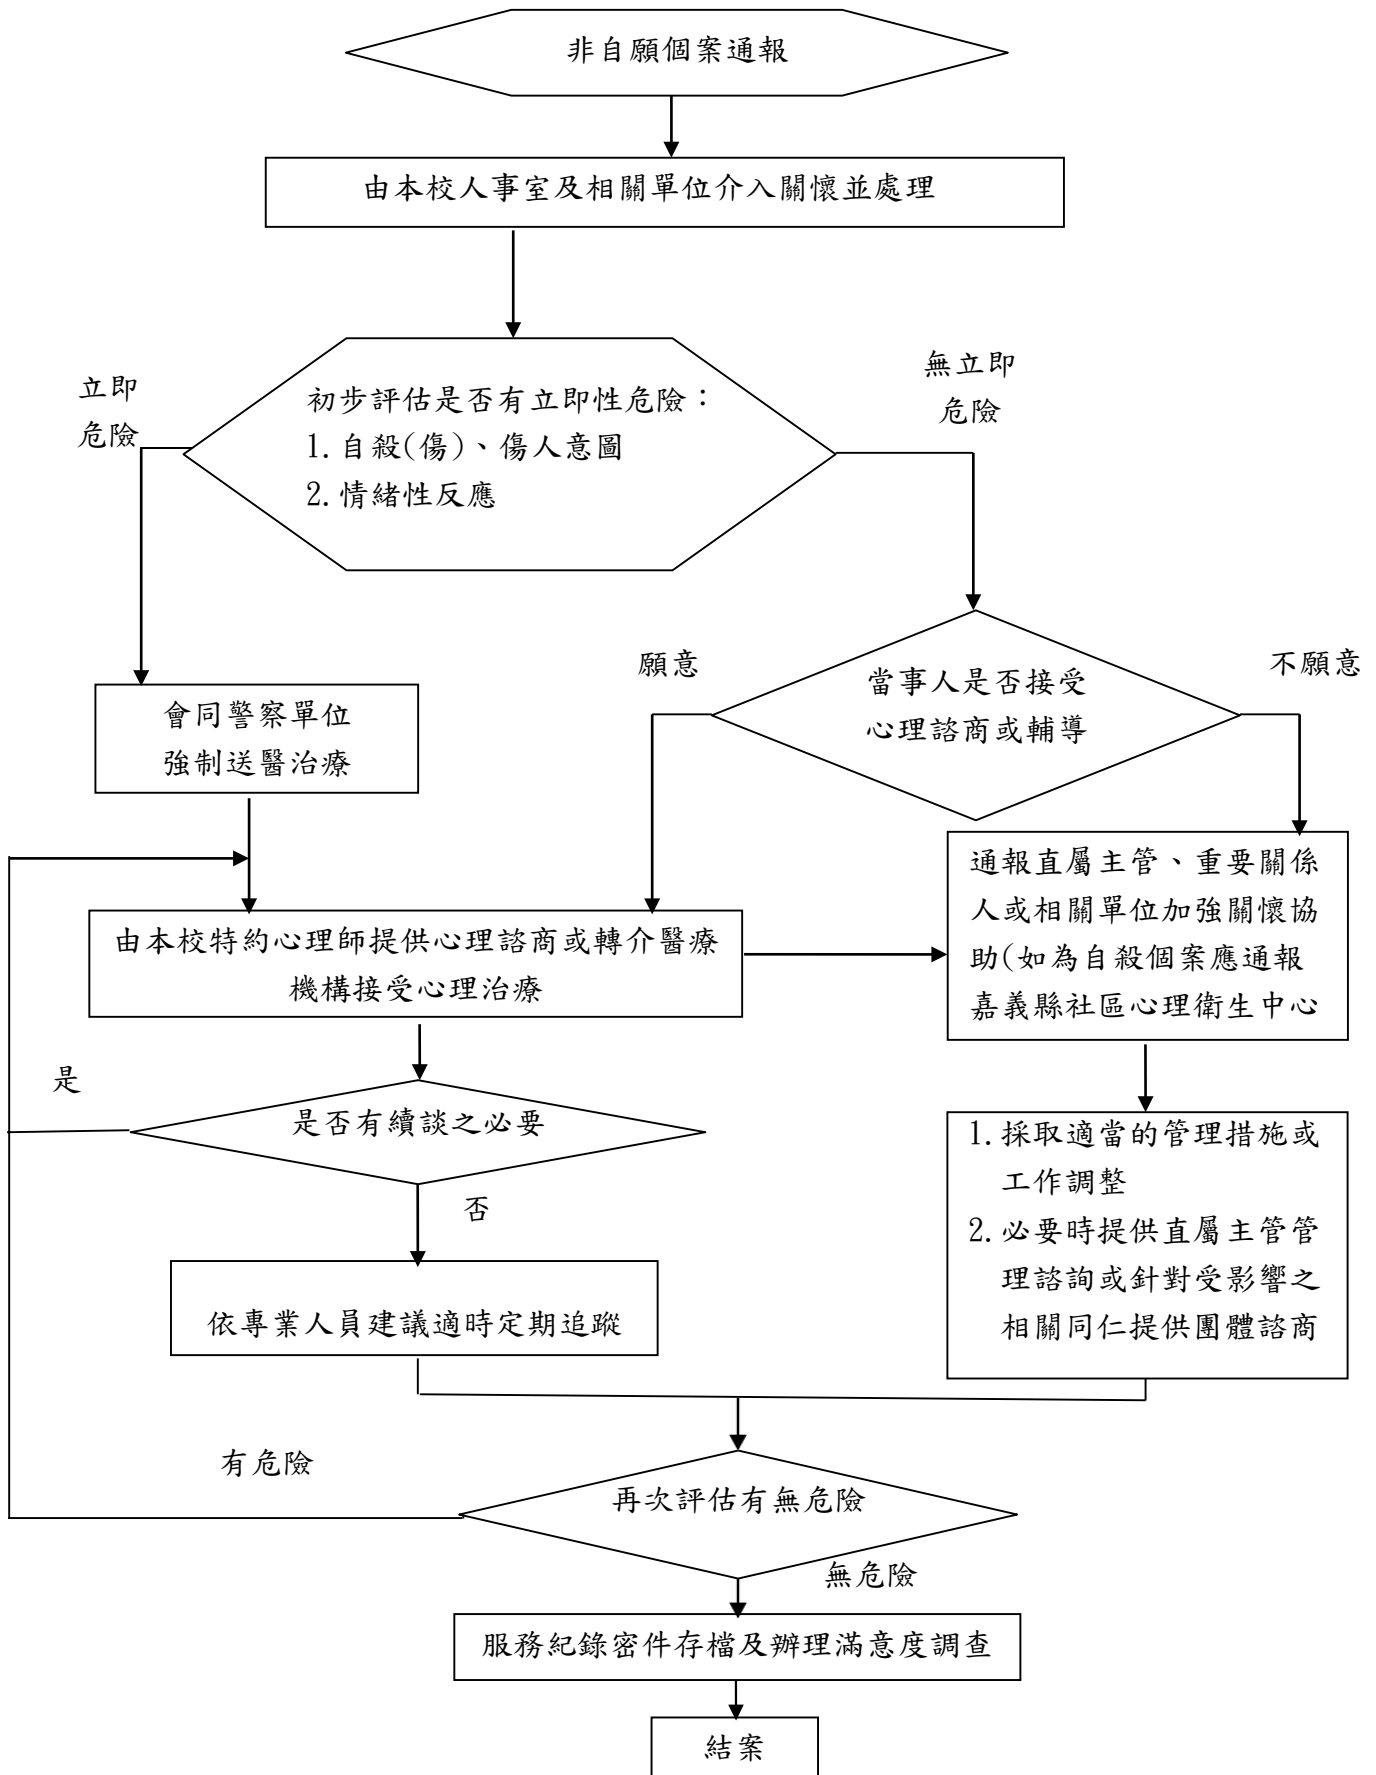 非自願個案通報
由本校人事室及相關單位介入關懷並處理
立即
危險
無立即
危險
初步評估是否有立即性危險：
1.自殺(傷)、傷人意圖
2.情緒性反應
願意
不願意
當事人是否接受
心理諮商或輔導
會同警察單位
強制送醫治療
通報直屬主管、重要關係
人或相關單位加強關懷協
助(如為自殺個案應通報
嘉義縣社區心理衛生中心
由本校特約心理師提供心理諮商或轉介醫療
機構接受心理治療
是
是否有續談之必要
否
1.採取適當的管理措施或
工作調整
2.必要時提供直屬主管管
理諮詢或針對受影響之
相關同仁提供團體諮商
依專業人員建議適時定期追蹤
有危險
再次評估有無危險
無危險
服務紀錄密件存檔及辦理滿意度調查
結案